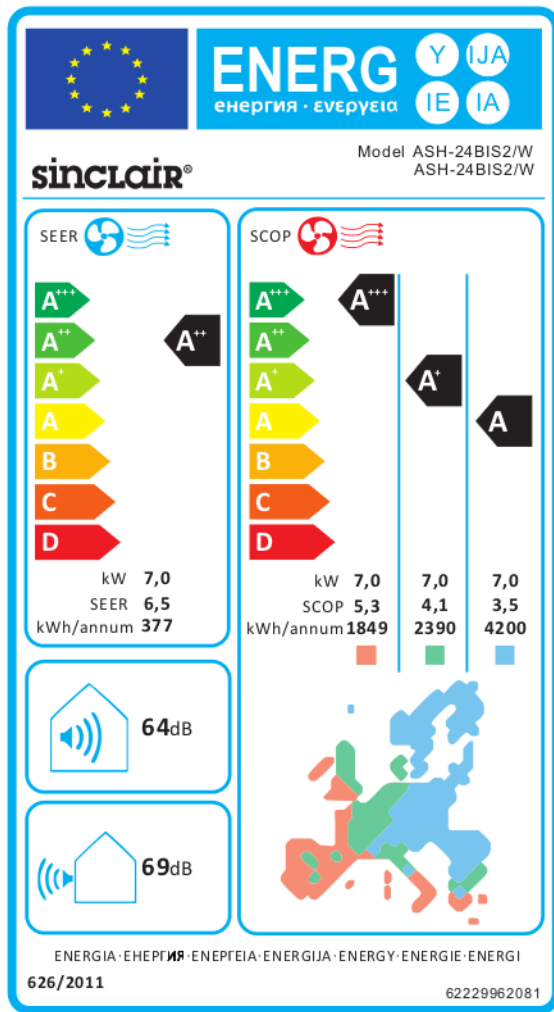 ENERG
енергия · ενεργεια
Y IJA
IE IA
sinclair®
Model ASH-24BIS2/W
ASH-24BIS2/W
SEER
A+++
A++
A+
A
B
C
D
A++
kW 7,0
SEER 6,5
kWh/annum 377
SCOP
A+++
A++
A+
A
B
C
D
A+++
A+
A
kW 7,0 7,0 7,0
SCOP 5,3 4,1 3,5
kWh/annum 1849 2390 4200
64dB
69dB
ENERGIA·ЕНЕРГИЯ·ΕΝΕΡΓΕΙΑ·ENERGIJA·ENERGY·ENERGIE·ENERGI
626/2011
62229962081